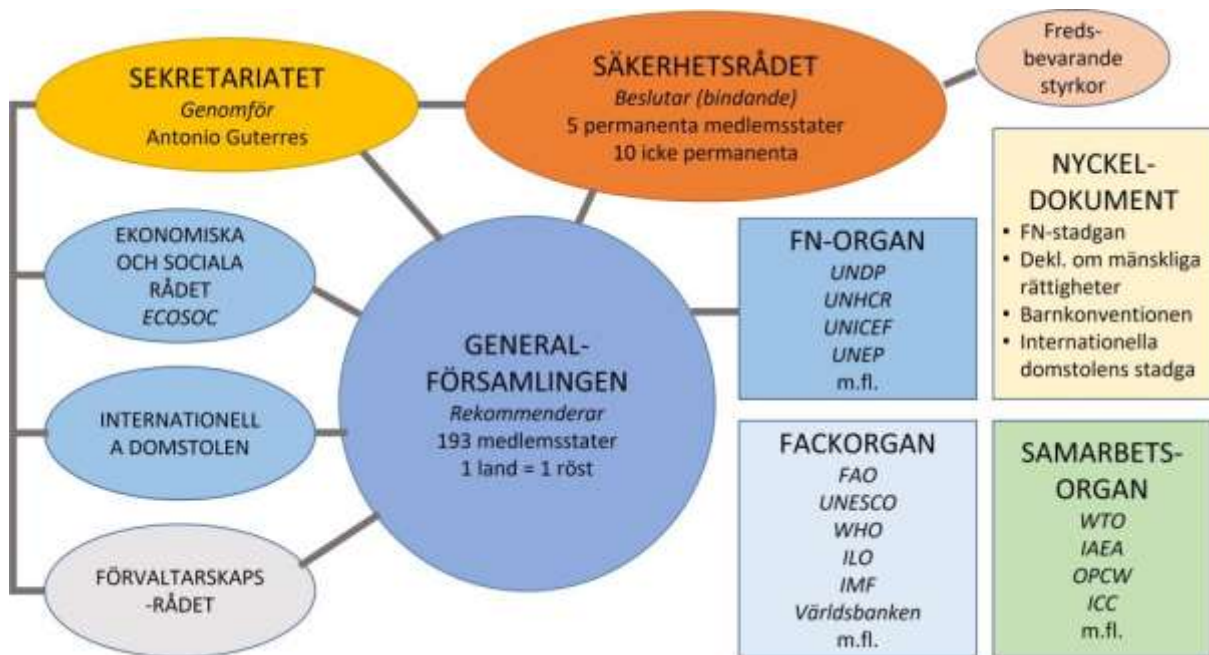 SEKRETARIATET
Genomför
Antonio Guterres
SÄKERHETSRÅDET
Beslutar (bindande)
5 permanenta medlemsstater
10 icke permanenta
Freds-
bevarande
styrkor
EKONOMISKA
OCH SOCIALA
RÅDET
ECOSOC
INTERNATIONELL
A DOMSTOLEN
FÖRVALTARSKAPS
-RÅDET
GENERAL-
FÖRSAMLINGEN
Rekommenderar
193 medlemsstater
1 land = 1 röst
FN-ORGAN
UNDP
UNHCR
UNICEF
UNEP
m.fl.
NYCKEL-
DOKUMENT
• FN-stadgan
• Dekl. om mänskliga
rättigheter
• Barnkonventionen
• Internationella
domstolens stadga
FACKORGAN
FAO
UNESCO
WHO
ILO
IMF
Världsbanken
m.fl.
SAMARBETS-
ORGAN
WTO
IAEA
OPCW
ICC
m.fl.